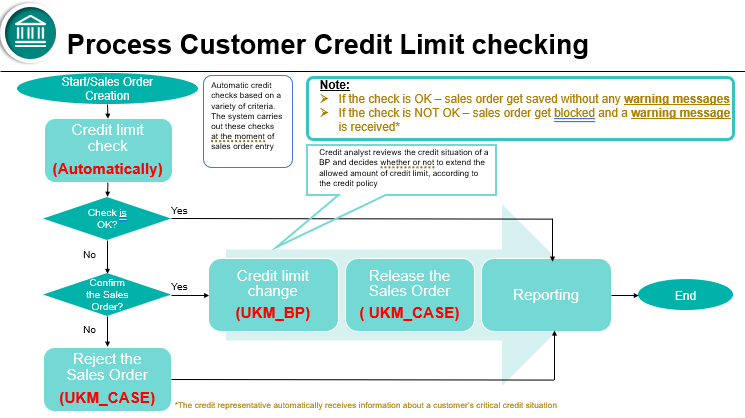 Process Customer Credit Limit checking
Start/Sales Order
Creation
Automatic credit
checks based on a
variety of criteria.
The system carries
out these checks
at the moment of
sales order entry
Note:
➤ If the check is OK – sales order get saved without any warning messages
➤ If the check is NOT OK – sales order get blocked and a warning message
is received*
Credit limit
check
(Automatically)
Credit analyst reviews the credit situation of a
BP and decides whether or not to extend the
allowed amount of credit limit, according to
the credit policy
Check is
OK?
Yes
No
Confirm
the Sales
Order?
Yes
No
Credit limit
change
(UKM_BP)
Release the
Sales Order
( UKM_CASE)
Reporting
End
Reject the
Sales Order
(UKM_CASE)
*The credit representative automatically receives information about a customer's critical credit situation